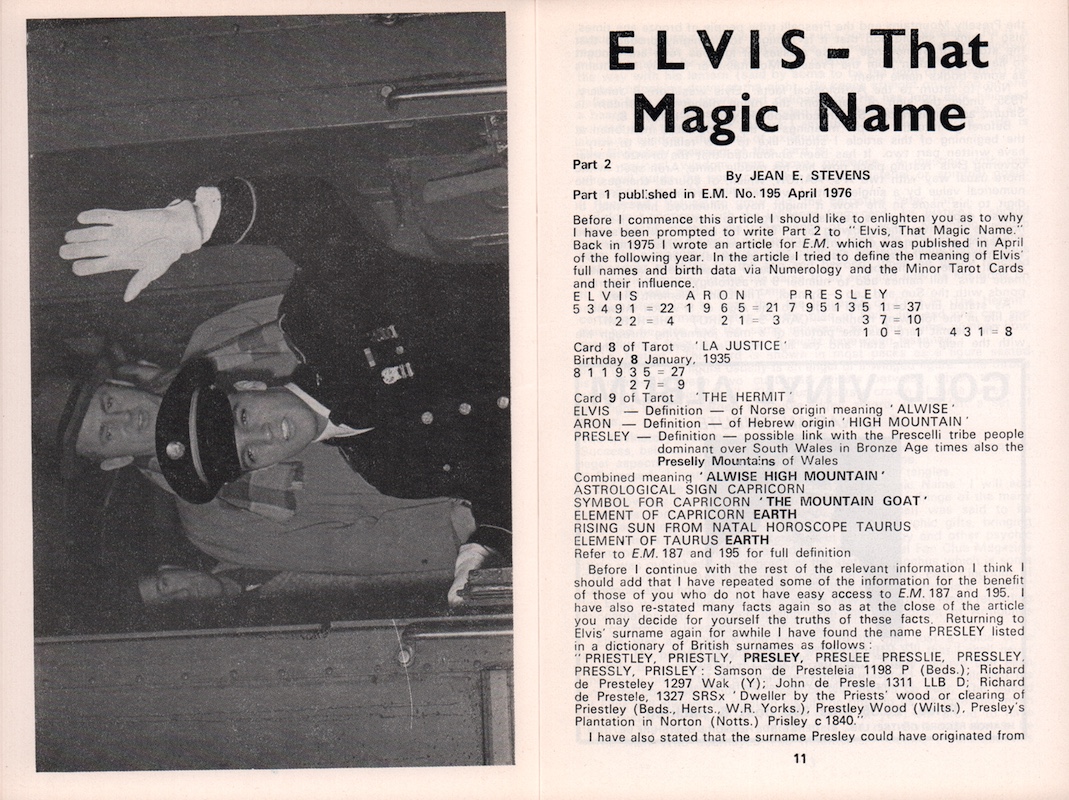 ELVIS - That
Magic Name
Part 2
By JEAN E. STEVENS
Part 1 published in E.M. No. 195 April 1976
Before I commence this article I should like to enlighten you as to why
I have been prompted to write Part 2 to "Elvis, That Magic Name."
Back in 1975 I wrote an article for E.M. which was published in April
of the following year. In the article I tried to define the meaning of Elvis'
full names and birth data via Numerology and the Minor Tarot Cards
and their influence.
E L V I S A R O N P R E S L E Y
5 3 4 9 1 = 22 1 9 6 5 = 21 7 9 5 1 3 5 1 = 37
2 2 = 4 2 1 = 3 3 7 = 10
1 0 = 1 4 3 1 = 8
Card 8 of Tarot 'LA JUSTICE'
Birthday 8 January, 1935
8 1 1 9 3 5 = 27
2 7 = 9
Card 9 of Tarot 'THE HERMIT'
ELVIS — Definition — of Norse origin meaning 'ALWISE'
ARON — Definition — of Hebrew origin 'HIGH MOUNTAIN'
PRESLEY — Definition — possible link with the Prescelli tribe people
dominant over South Wales in Bronze Age times also the
Preselly Mountains of Wales
Combined meaning 'ALWISE HIGH MOUNTAIN'
ASTROLOGICAL SIGN CAPRICORN
SYMBOL FOR CAPRICORN 'THE MOUNTAIN GOAT'
ELEMENT OF CAPRICORN EARTH
RISING SUN FROM NATAL HOROSCOPE TAURUS
ELEMENT OF TAURUS EARTH
Refer to E.M. 187 and 195 for full definition
Before I continue with the rest of the relevant information I think I
should add that I have repeated some of the information for the benefit
of those of you who do not have easy access to E.M. 187 and 195. I
have also re-stated many facts again so as at the close of the article
you may decide for yourself the truths of these facts. Returning to
Elvis' surname again for awhile I have found the name PRESLEY listed
in a dictionary of British surnames as follows:
"PRIESTLEY, PRIESTLY, PRESLEY, PRESLEE PRESSLIE, PRESSLEY,
PRESSLY, PRISLEY: Samson de Presteleia 1198 P (Beds.); Richard
de Presteley 1297 Wak (Y); John de Presle 1311 LLB D; Richard
de Prestele, 1327 SRSx 'Dweller by the Priests' wood or clearing of
Priestley (Beds., Herts., W.R. Yorks.), Prestley Wood (Wilts.), Presley's
Plantation in Norton (Notts.) Prisley c 1840."
I have also stated that the surname Presley could have originated from
11